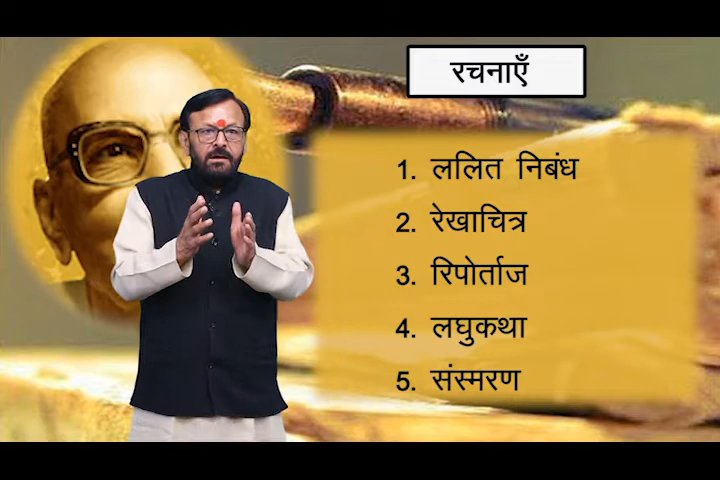 रचनाएँ
1. ललित निबंध
2. रेखाचित्र
3. रिपोर्ताज
4. लघुकथा
5. संस्मरण